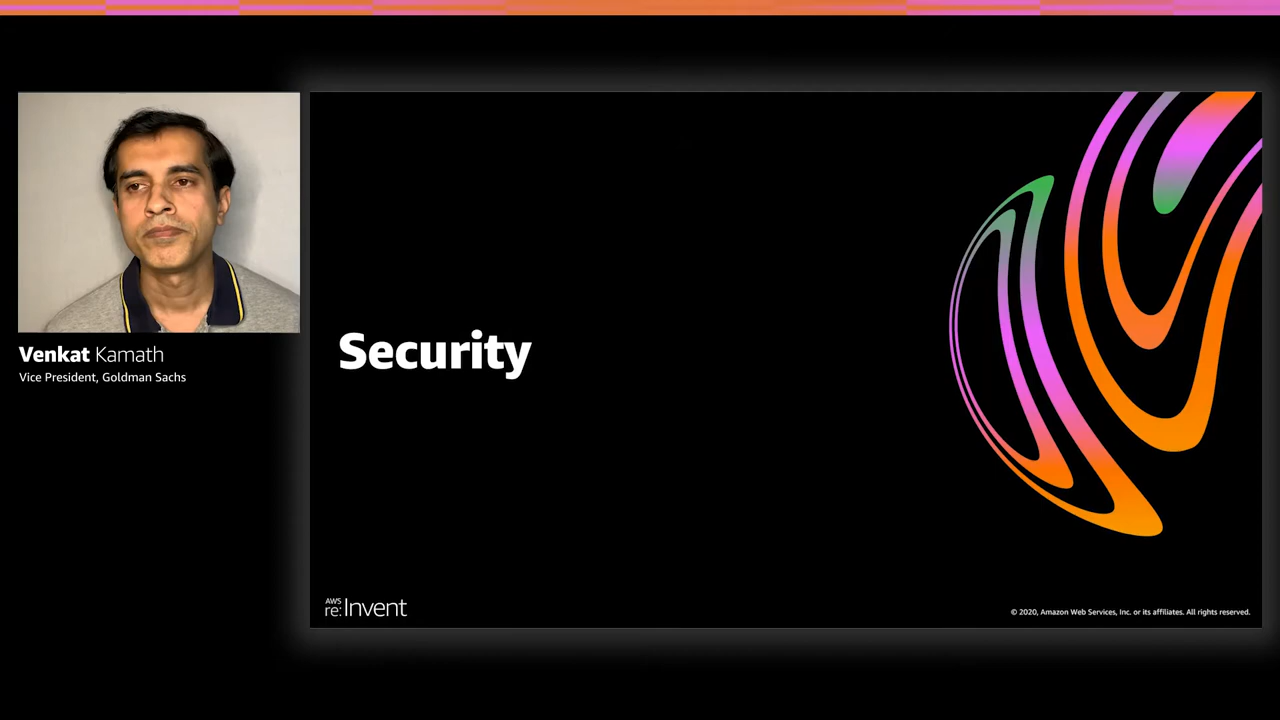 Venkat Kamath
Vice President, Goldman Sachs
Security
AWS
re:Invent
© 2020, Amazon Web Services, Inc. or its affiliates. All rights reserved.